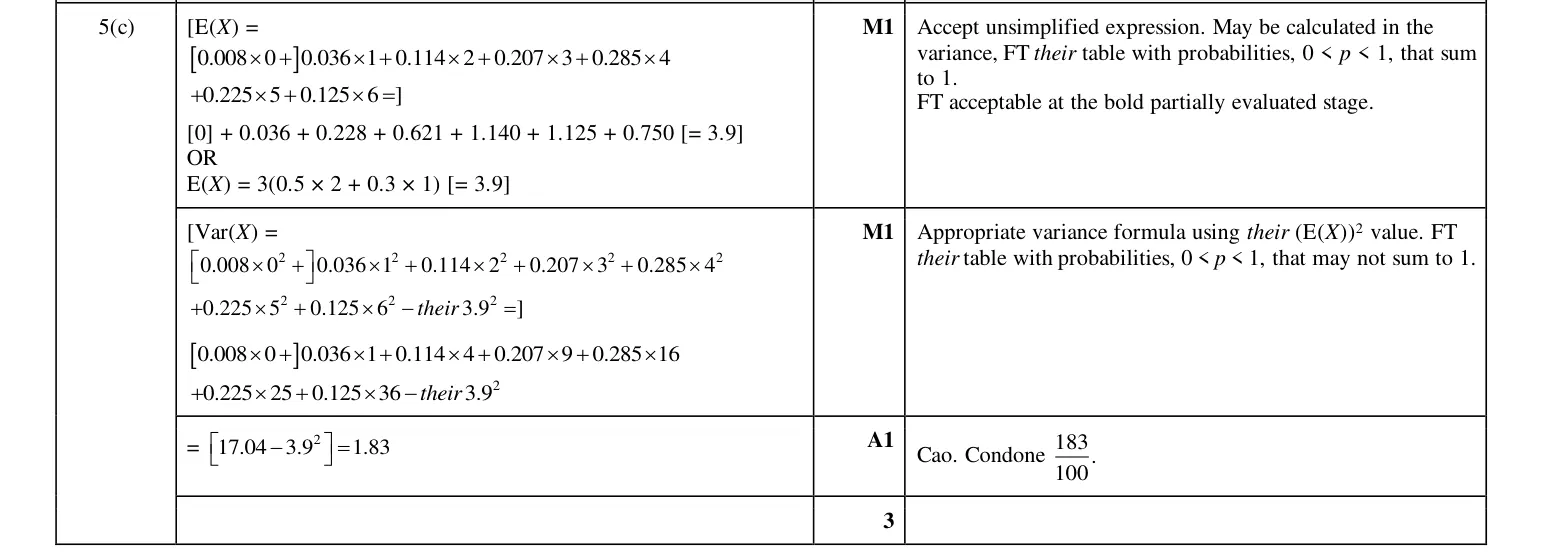 5(c)
[E(X) =
[0.008×0+]0.036×1+0.114×2+0.207×3+0.285×4
+0.225×5+0.125×6=]
[0] + 0.036 + 0.228 + 0.621 + 1.140 + 1.125 + 0.750 [= 3.9]
OR
E(X) = 3(0.5 × 2 + 0.3 × 1) [= 3.9]
M1
Accept unsimplified expression. May be calculated in the
variance, FT their table with probabilities, 0 < p < 1, that sum
to 1.
FT acceptable at the bold partially evaluated stage.
[Var(X) =
[0.008×0²+]0.036×1²+0.114×2²+0.207×3²+0.285×4²
+0.225×5²+0.125×6²−their 3.9²=]
[0.008×0+]0.036×1+0.114×4+0.207×9+0.285×16
+0.225×25+0.125×36−their 3.9²
M1
Appropriate variance formula using their (E(X))² value. FT
their table with probabilities, 0 < p < 1, that may not sum to 1.
= [17.04−3.9²]=1.83
A1
Cao. Condone 183/100.
3